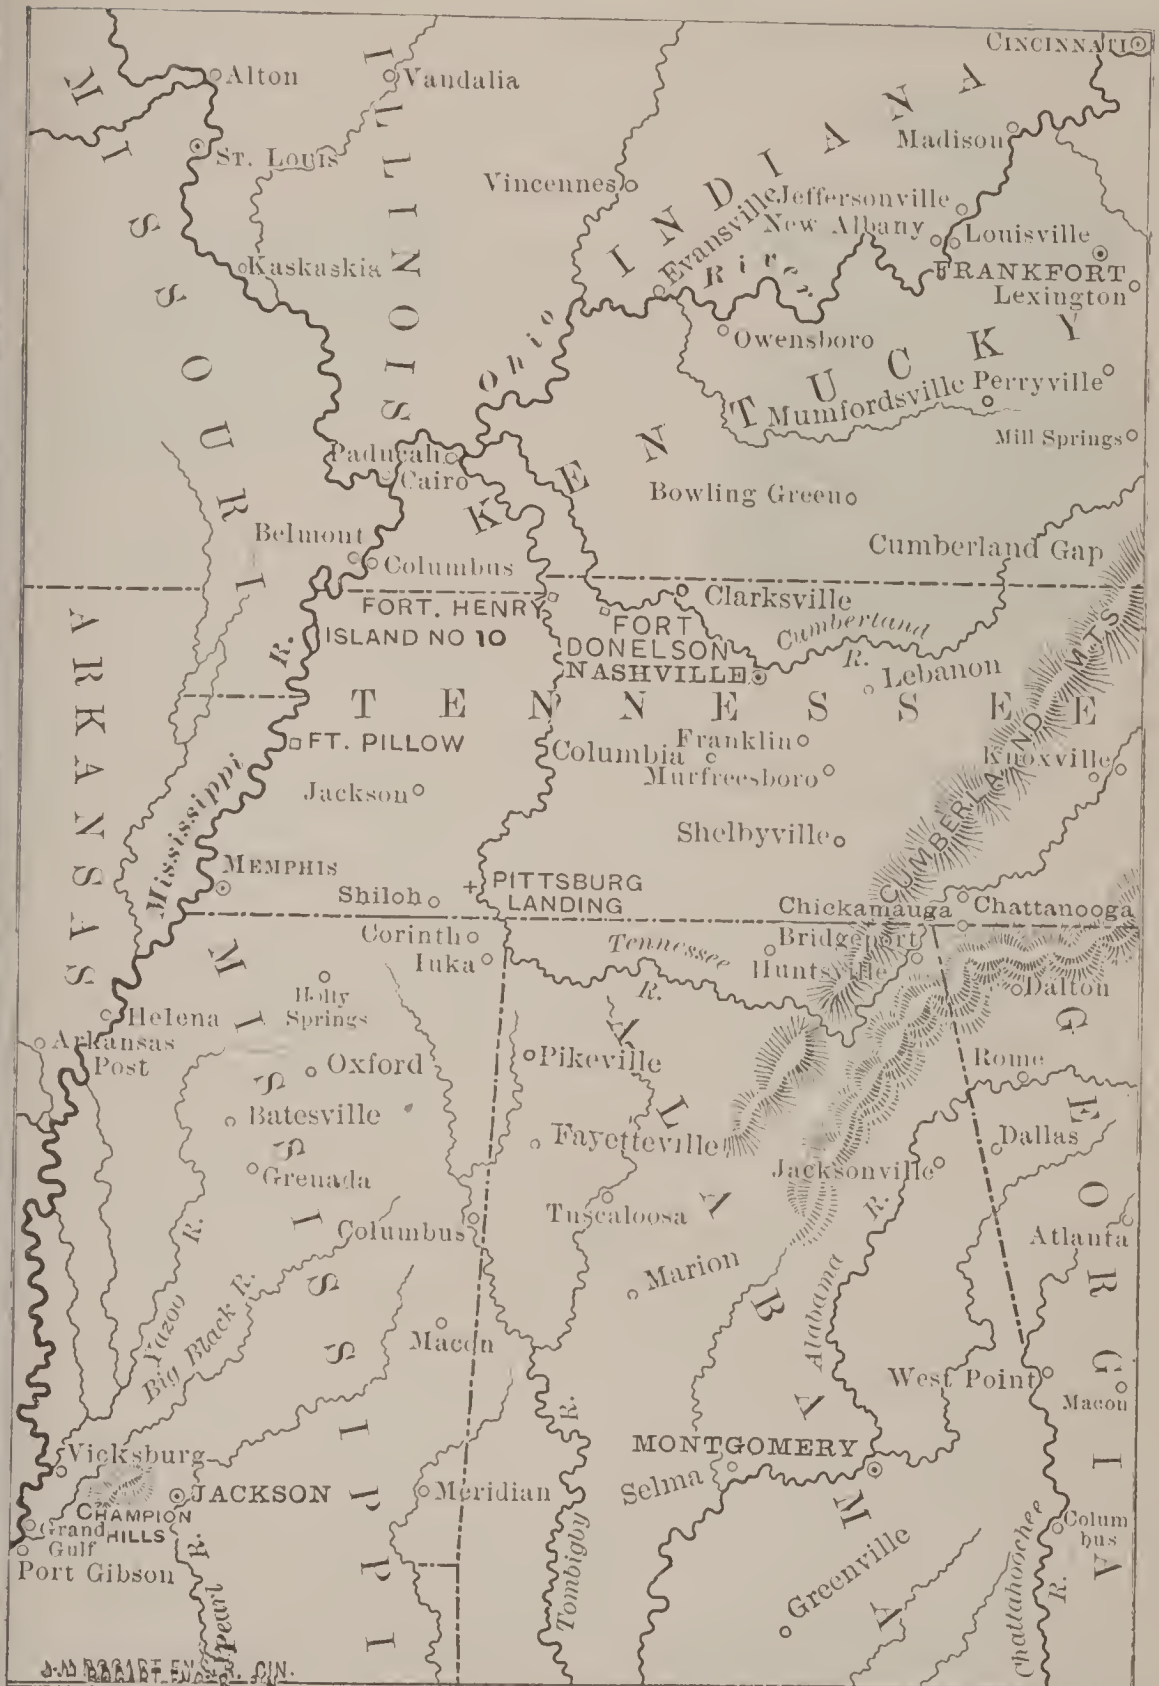 CINCINNATI
Alton
Vandalia
MISSOURI
ILLINOIS
INDIANA
Madison
St. Louis
Vincennes
Evansville
Jeffersonville
New Albany
Louisville
Kaskaskia
Ohio River
FRANKFORT
Lexington
Owensboro
KENTUCKY
Mumfordsville
Perryville
Mill Springs
Paducah
Cairo
Bowling Green
Belmont
Columbus
Cumberland Gap
FORT. HENRY
Clarksville
ISLAND NO 10
FORT
DONELSON
Cumberland
R.
NASHVILLE
Lebanon
ARKANSAS
R.
TENNESSEE
FT. PILLOW
Columbia
Franklin
Murfreesboro
Knoxville
CUMBERLAND MTS
Mississippi
Jackson
Shelbyville
MEMPHIS
Shiloh
PITTSBURG
LANDING
Chickamauga
Chattanooga
Corinth
Iuka
Tennessee
R.
Bridgeport
Huntsville
Dalton
MISSISSIPPI
Holly
Springs
ALABAMA
GEORGIA
Helena
Arkansas
Post
Oxford
Pikeville
Rome
Batesville
Fayetteville
Dallas
Grenada
Jacksonville
Columbus
Tuscaloosa
Atlanta
Yazoo R.
Big Black R.
Marion
Alabama R.
Macon
West Point
Macon
Vicksburg
MONTGOMERY
Selma
JACKSON
Meridian
CHAMPION
HILLS
Grand
Gulf
Port Gibson
Colum
bus
Pearl R.
Tombigby R.
Greenville
Chattahoochee R.